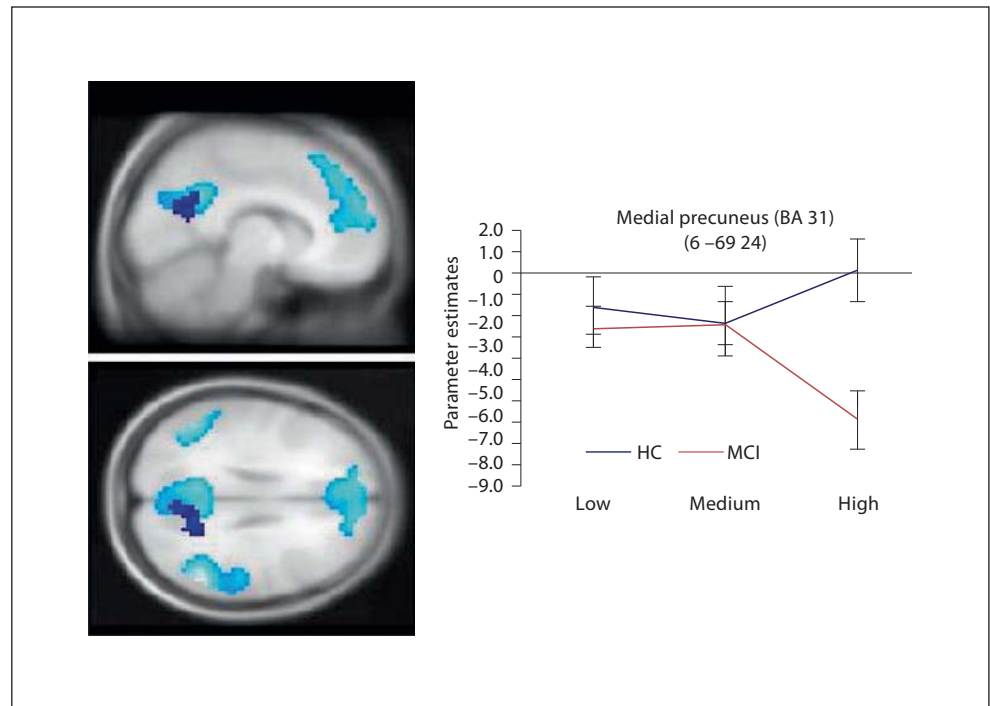 Medial precuneus (BA 31)
(6 –69 24)
Parameter estimates
2.0
1.0
0
–1.0
–2.0
–3.0
–4.0
–5.0
–6.0
–7.0
–8.0
–9.0
HC MCI
Low Medium High